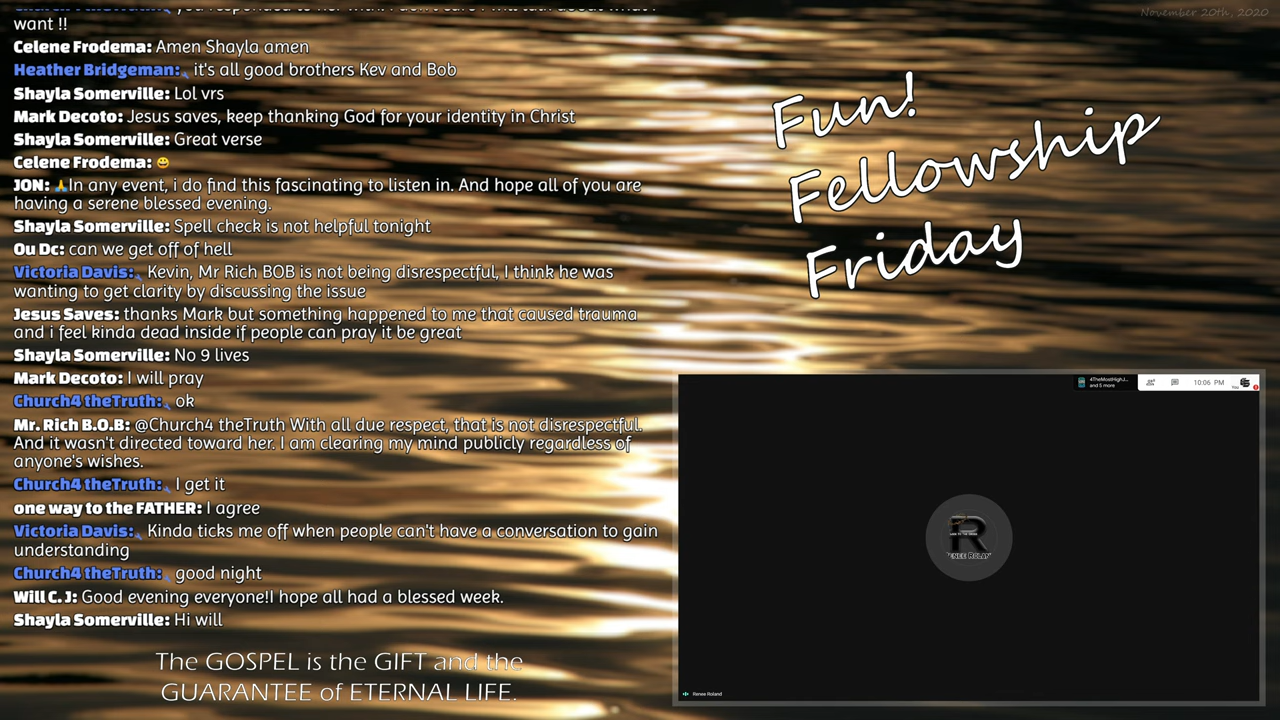 want !!
Celene Frodema: Amen Shayla amen
Heather Bridgeman: it's all good brothers Kev and Bob
Shayla Somerville: Lol vrs
Mark Decoto: Jesus saves, keep thanking God for your identity in Christ
Shayla Somerville: Great verse
Celene Frodema: 😀
JON: 🙏In any event, i do find this fascinating to listen in. And hope all of you are
having a serene blessed evening.
Shayla Somerville: Spell check is not helpful tonight
Ou Dc: can we get off of hell
Victoria Davis: Kevin, Mr Rich BOB is not being disrespectful, I think he was
wanting to get clarity by discussing the issue
Jesus Saves: thanks Mark but something happened to me that caused trauma
and i feel kinda dead inside if people can pray it be great
Shayla Somerville: No 9 lives
Mark Decoto: I will pray
Church4 theTruth: ok
Mr. Rich B.O.B: @Church4 theTruth With all due respect, that is not disrespectful.
And it wasn't directed toward her. I am clearing my mind publicly regardless of
anyone's wishes.
Church4 theTruth: I get it
one way to the FATHER: I agree
Victoria Davis: Kinda ticks me off when people can't have a conversation to gain
understanding
Church4 theTruth: good night
Will C. J: Good evening everyone!I hope all had a blessed week.
Shayla Somerville: Hi will
The GOSPEL is the GIFT and the
GUARANTEE of ETERNAL LIFE.
November 20th, 2020
Fun!
Fellowship
Friday
4TheMostHighJ...
and 5 more
10:06 PM
You
R
Renee Roland